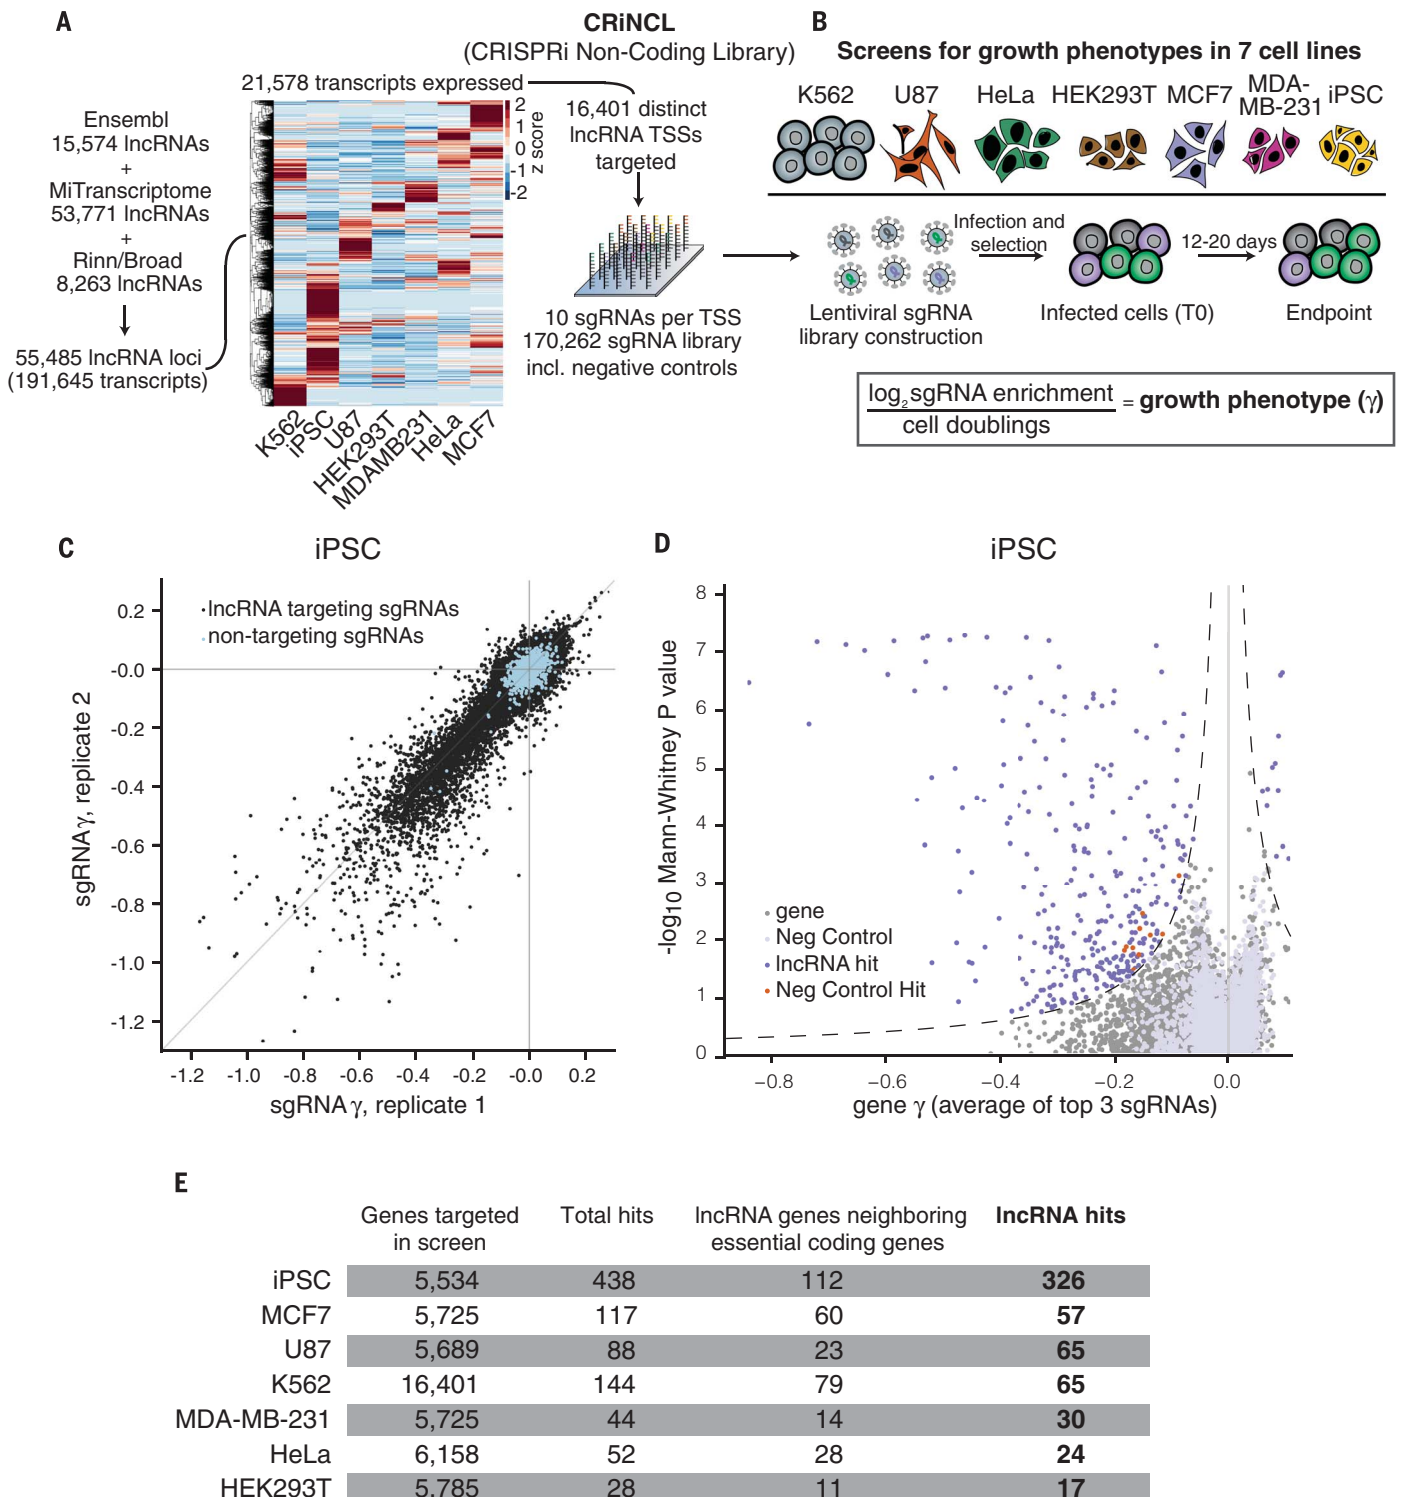 A
CRiNCL
(CRISPRi Non-Coding Library)
21,578 transcripts expressed
Ensembl
15,574 lncRNAs
+
MiTranscriptome
53,771 lncRNAs
+
Rinn/Broad
8,263 lncRNAs
55,485 lncRNA loci
(191,645 transcripts)
2
1
0
-1
-2
z score
K562
iPSC
U87
HEK293T
MDAMB231
HeLa
MCF7
16,401 distinct
lncRNA TSSs
targeted
10 sgRNAs per TSS
170,262 sgRNA library
incl. negative controls
B
Screens for growth phenotypes in 7 cell lines
K562
U87
HeLa
HEK293T
MCF7
MDA-
MB-231
iPSC
Lentiviral sgRNA
library construction
Infection and
selection
Infected cells (T0)
12-20 days
Endpoint
log2 sgRNA enrichment
cell doublings
= growth phenotype (γ)
C
iPSC
lncRNA targeting sgRNAs
non-targeting sgRNAs
0.2
-0.0
-0.2
-0.4
-0.6
-0.8
-1.0
-1.2
sgRNA γ, replicate 2
-1.2 -1.0 -0.8 -0.6 -0.4 -0.2 -0.0 0.2
sgRNA γ, replicate 1
D
iPSC
8
7
6
5
4
3
2
1
0
-log10 Mann-Whitney P value
gene
Neg Control
lncRNA hit
Neg Control Hit
−0.8 −0.6 −0.4 −0.2 0.0
gene γ (average of top 3 sgRNAs)
E
Genes targeted
in screen
Total hits
lncRNA genes neighboring
essential coding genes
lncRNA hits
iPSC 5,534 438 112 326
MCF7 5,725 117 60 57
U87 5,689 88 23 65
K562 16,401 144 79 65
MDA-MB-231 5,725 44 14 30
HeLa 6,158 52 28 24
HEK293T 5,785 28 11 17